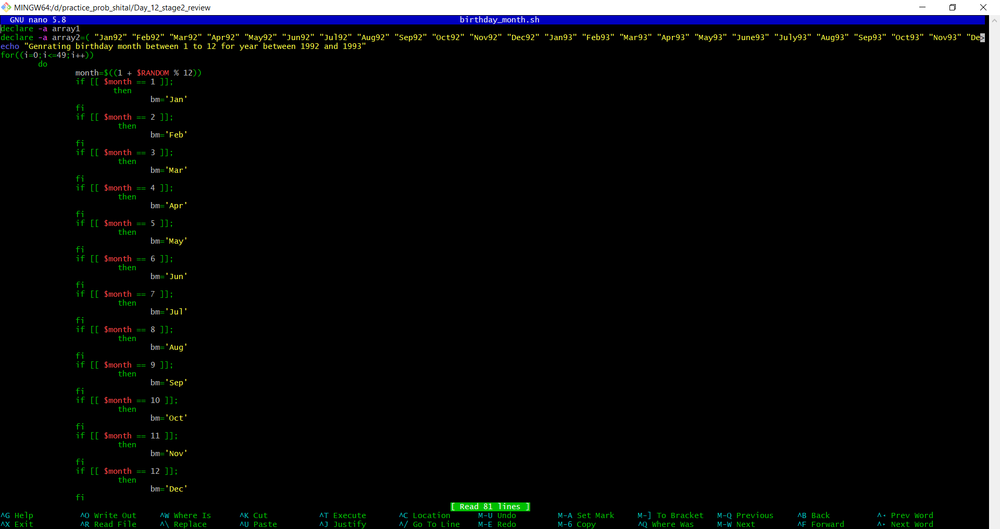 MINGW64:/d/practice_prob_shital/Day_12_stage2_review
GNU nano 5.8 birthday_month.sh
declare -a array1
declare -a array2=( "Jan92" "Feb92" "Mar92" "Apr92" "May92" "Jun92" "Jul92" "Aug92" "Sep92" "Oct92" "Nov92" "Dec92" "Jan93" "Feb93" "Mar93" "Apr93" "May93" "June93" "July93" "Aug93" "Sep93" "Oct93" "Nov93" "De>
echo "Genrating birthday month between 1 to 12 for year between 1992 and 1993"
for((i=0;i<=49;i++))
do
month=$((1 + $RANDOM % 12))
if [[ $month == 1 ]];
then
bm='Jan'
fi
if [[ $month == 2 ]];
then
bm='Feb'
fi
if [[ $month == 3 ]];
then
bm='Mar'
fi
if [[ $month == 4 ]];
then
bm='Apr'
fi
if [[ $month == 5 ]];
then
bm='May'
fi
if [[ $month == 6 ]];
then
bm='Jun'
fi
if [[ $month == 7 ]];
then
bm='Jul'
fi
if [[ $month == 8 ]];
then
bm='Aug'
fi
if [[ $month == 9 ]];
then
bm='Sep'
fi
if [[ $month == 10 ]];
then
bm='Oct'
fi
if [[ $month == 11 ]];
then
bm='Nov'
fi
if [[ $month == 12 ]];
then
bm='Dec'
fi
[ Read 81 lines ]
^G Help ^O Write Out ^W Where Is ^K Cut ^T Execute ^C Location M-U Undo M-A Set Mark M-] To Bracket M-Q Previous ^B Back ^◂ Prev Word
^X Exit ^R Read File ^\ Replace ^U Paste ^J Justify ^/ Go To Line M-E Redo M-6 Copy ^Q Where Was M-W Next ^F Forward ^▸ Next Word